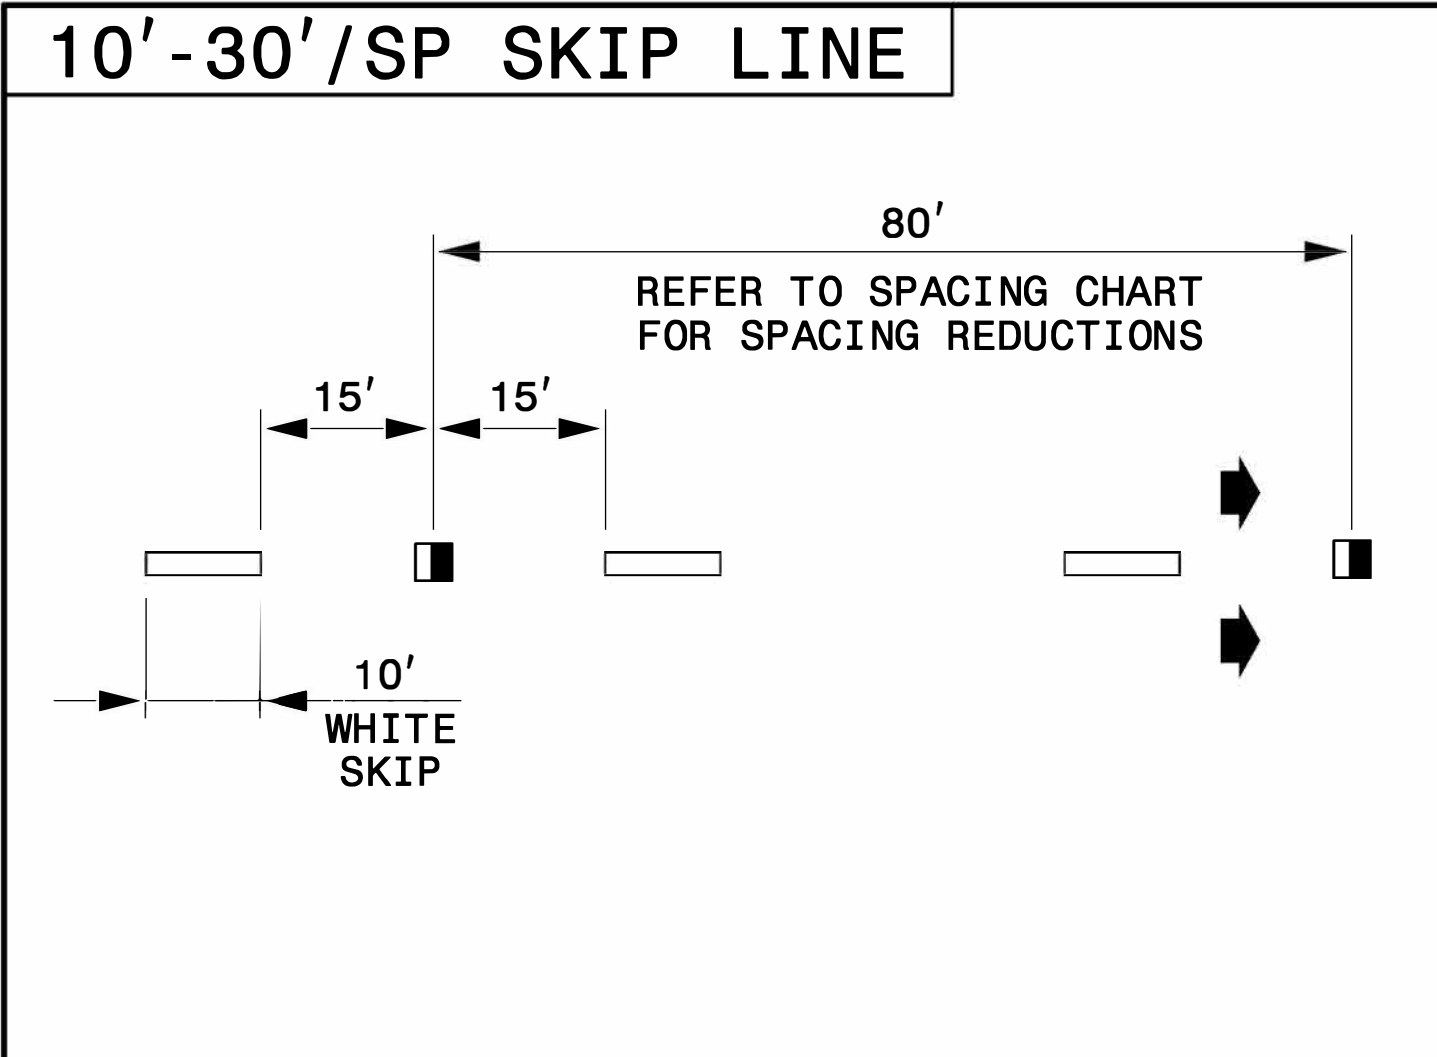 10'-30'/SP SKIP LINE
80'
REFER TO SPACING CHART
FOR SPACING REDUCTIONS
15'
15'
10'
WHITE
SKIP